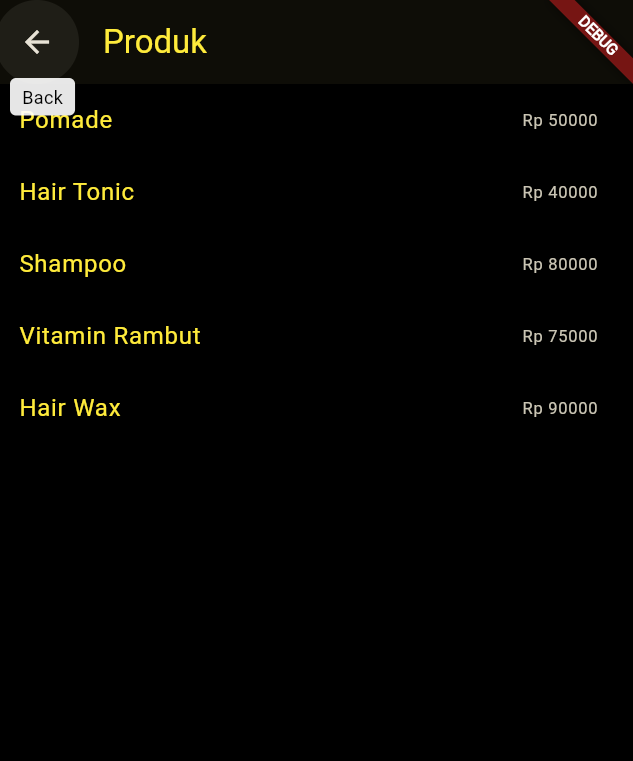 Produk
DEBUG
Back
Pomade Rp 50000
Hair Tonic Rp 40000
Shampoo Rp 80000
Vitamin Rambut Rp 75000
Hair Wax Rp 90000